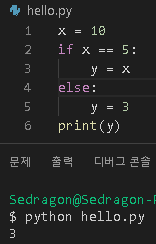 hello.py
1 x = 10
2 if x == 5:
3     y = x
4 else:
5     y = 3
6 print(y)
문제 출력 디버그 콘솔
Sedragon@Sedragon-
$ python hello.py
3